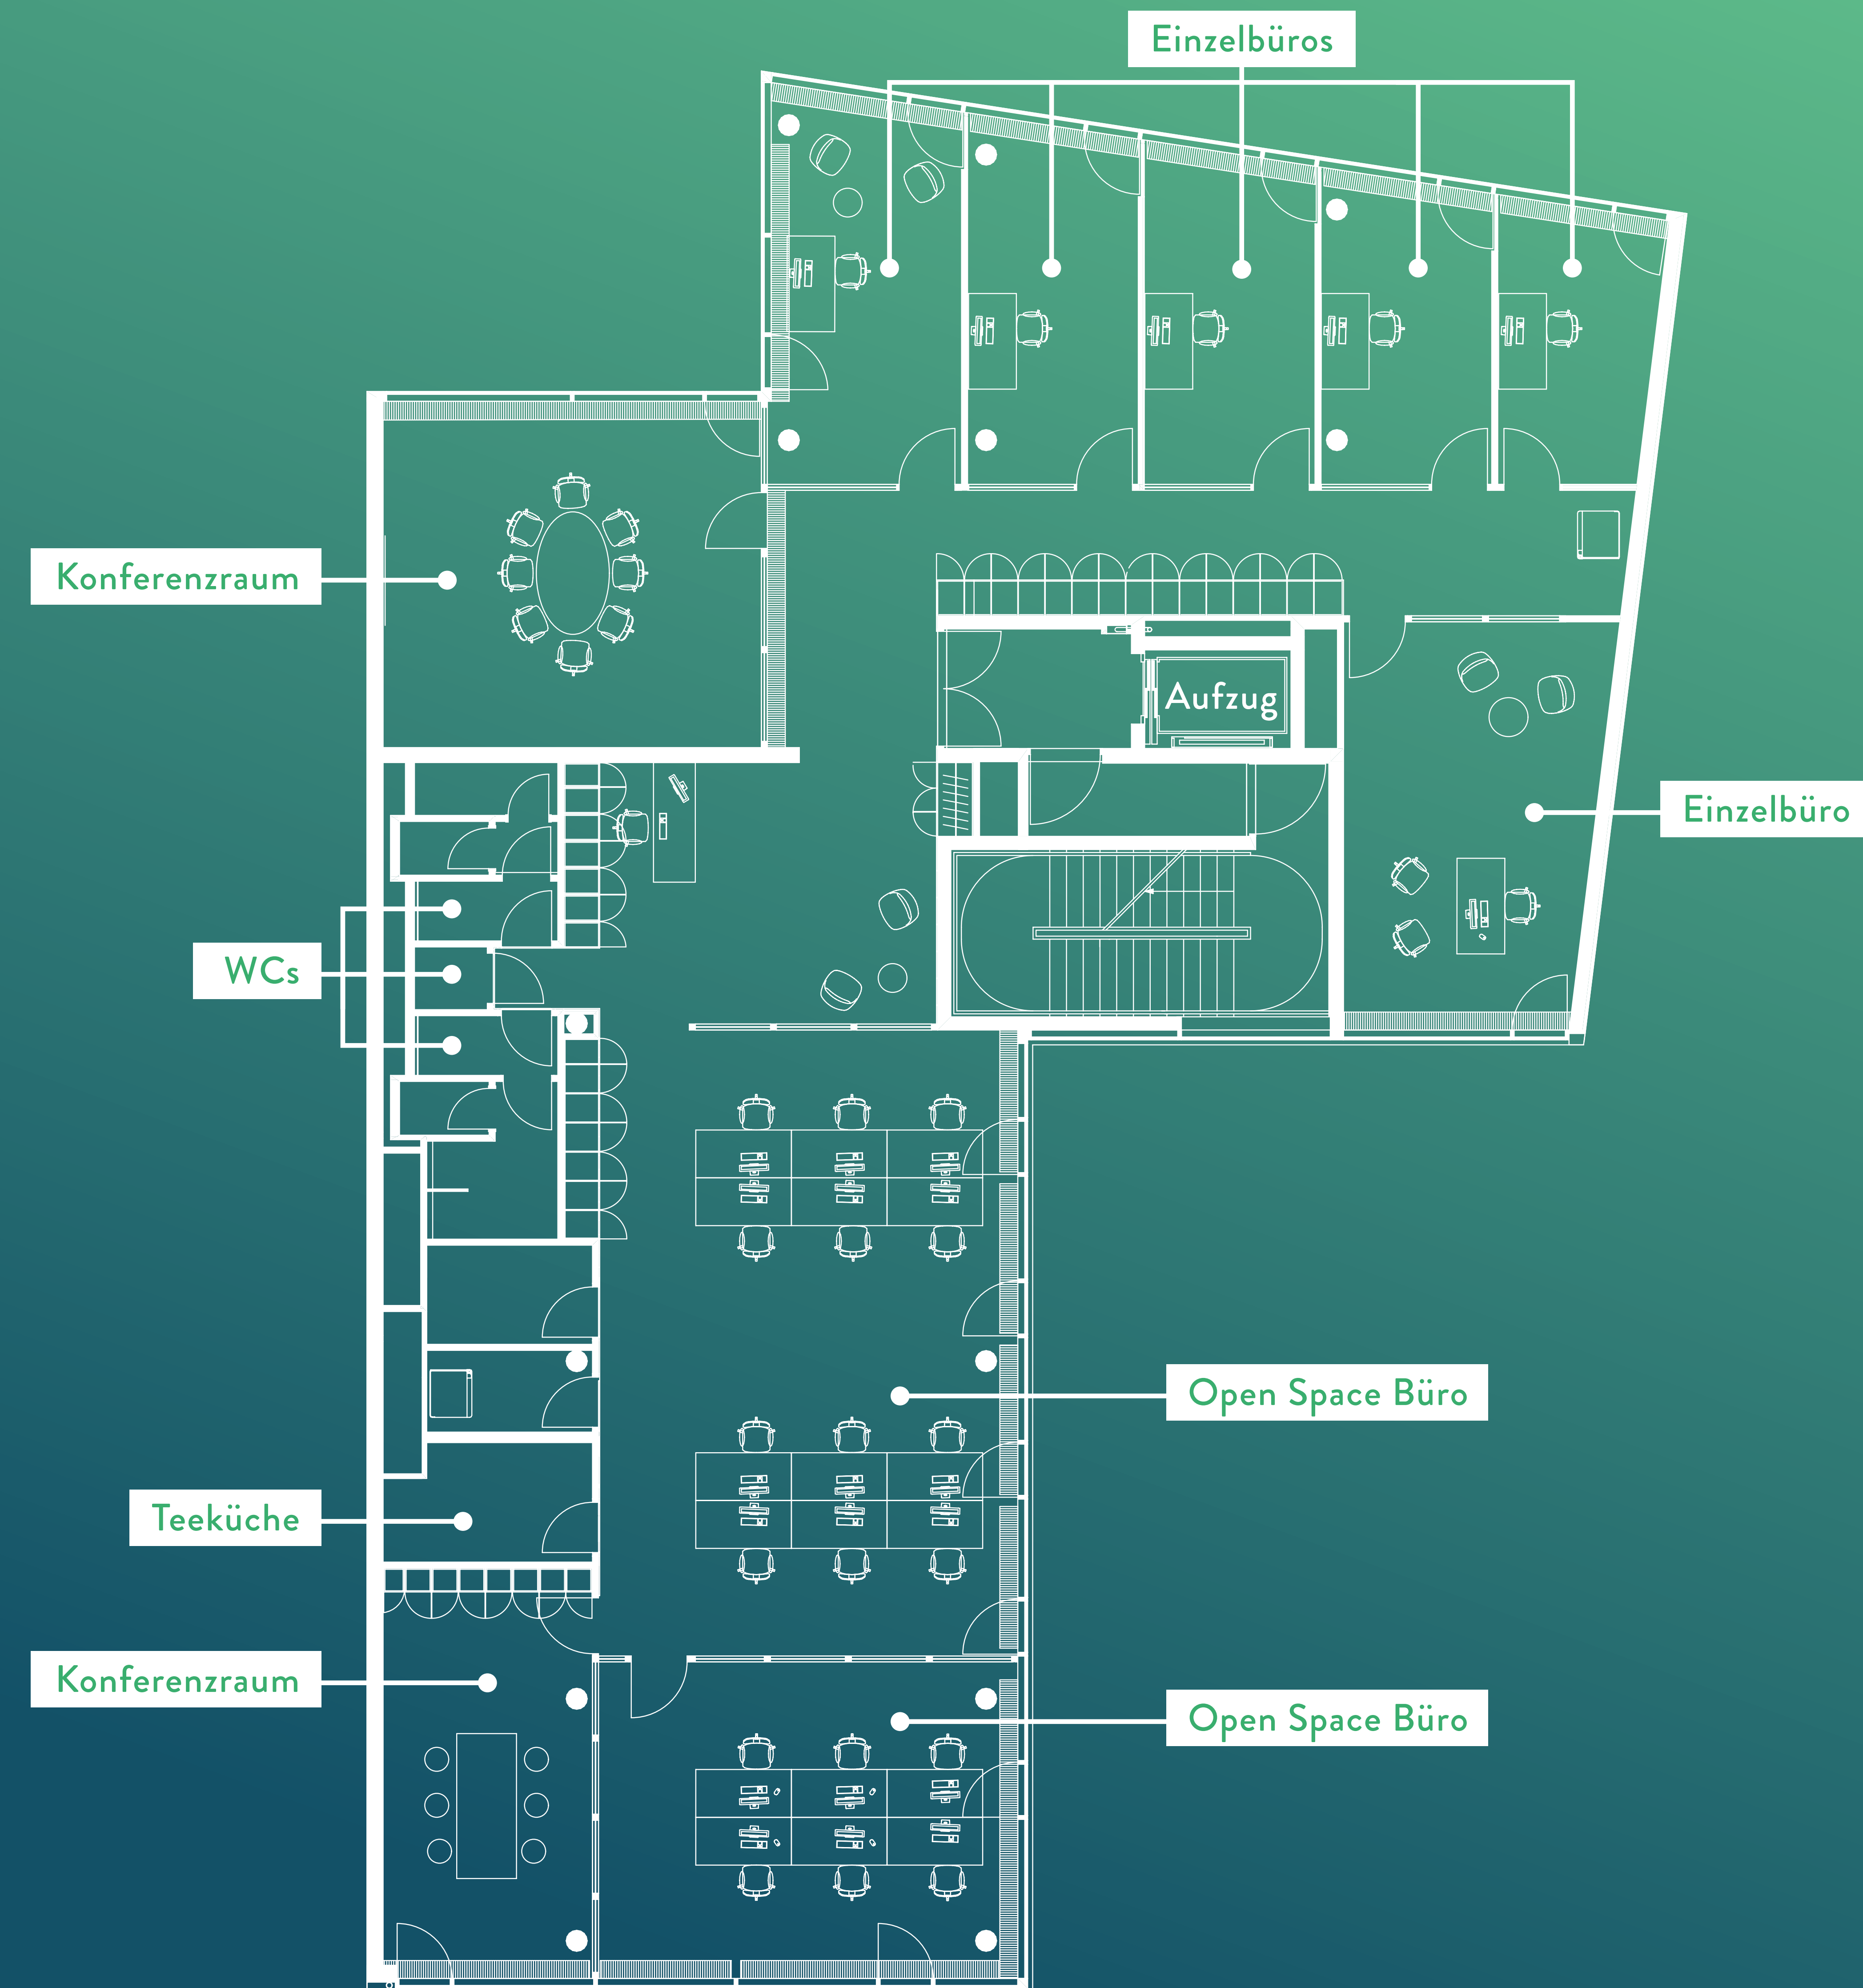 Einzelbüros
Konferenzraum
Aufzug
Einzelbüro
WCs
Open Space Büro
Teeküche
Konferenzraum
Open Space Büro